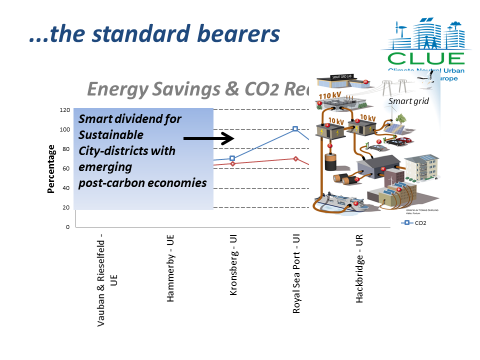 ...the standard bearers
CLUE
Climate Neutral Urban
Europe
Energy Savings & CO2 Rec
Smart grid
110 kV
10 kV
10 kV
Smart dividend for
Sustainable
City-districts with
emerging
post-carbon economies
Percentage
120
100
80
60
40
20
0
CO2
Vauban & Rieselfeld -
UE
Hammerby - UE
Kronsberg - UI
Royal Sea Port - UI
Hackbridge - UR